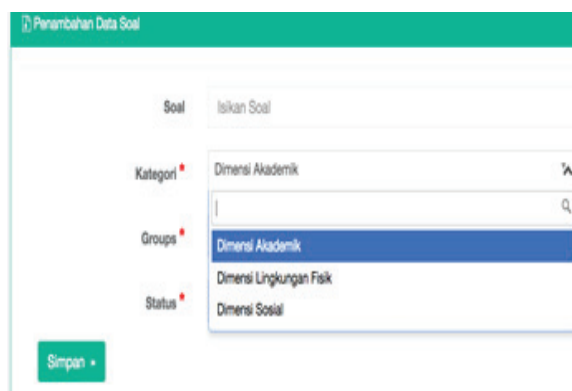 Penambahan Data Soal
Soal
Isikan Soal
Kategori *
Dimensi Akademik
Groups *
Dimensi Akademik
Dimensi Lingkungan Fisik
Status *
Dimensi Sosial
Simpan